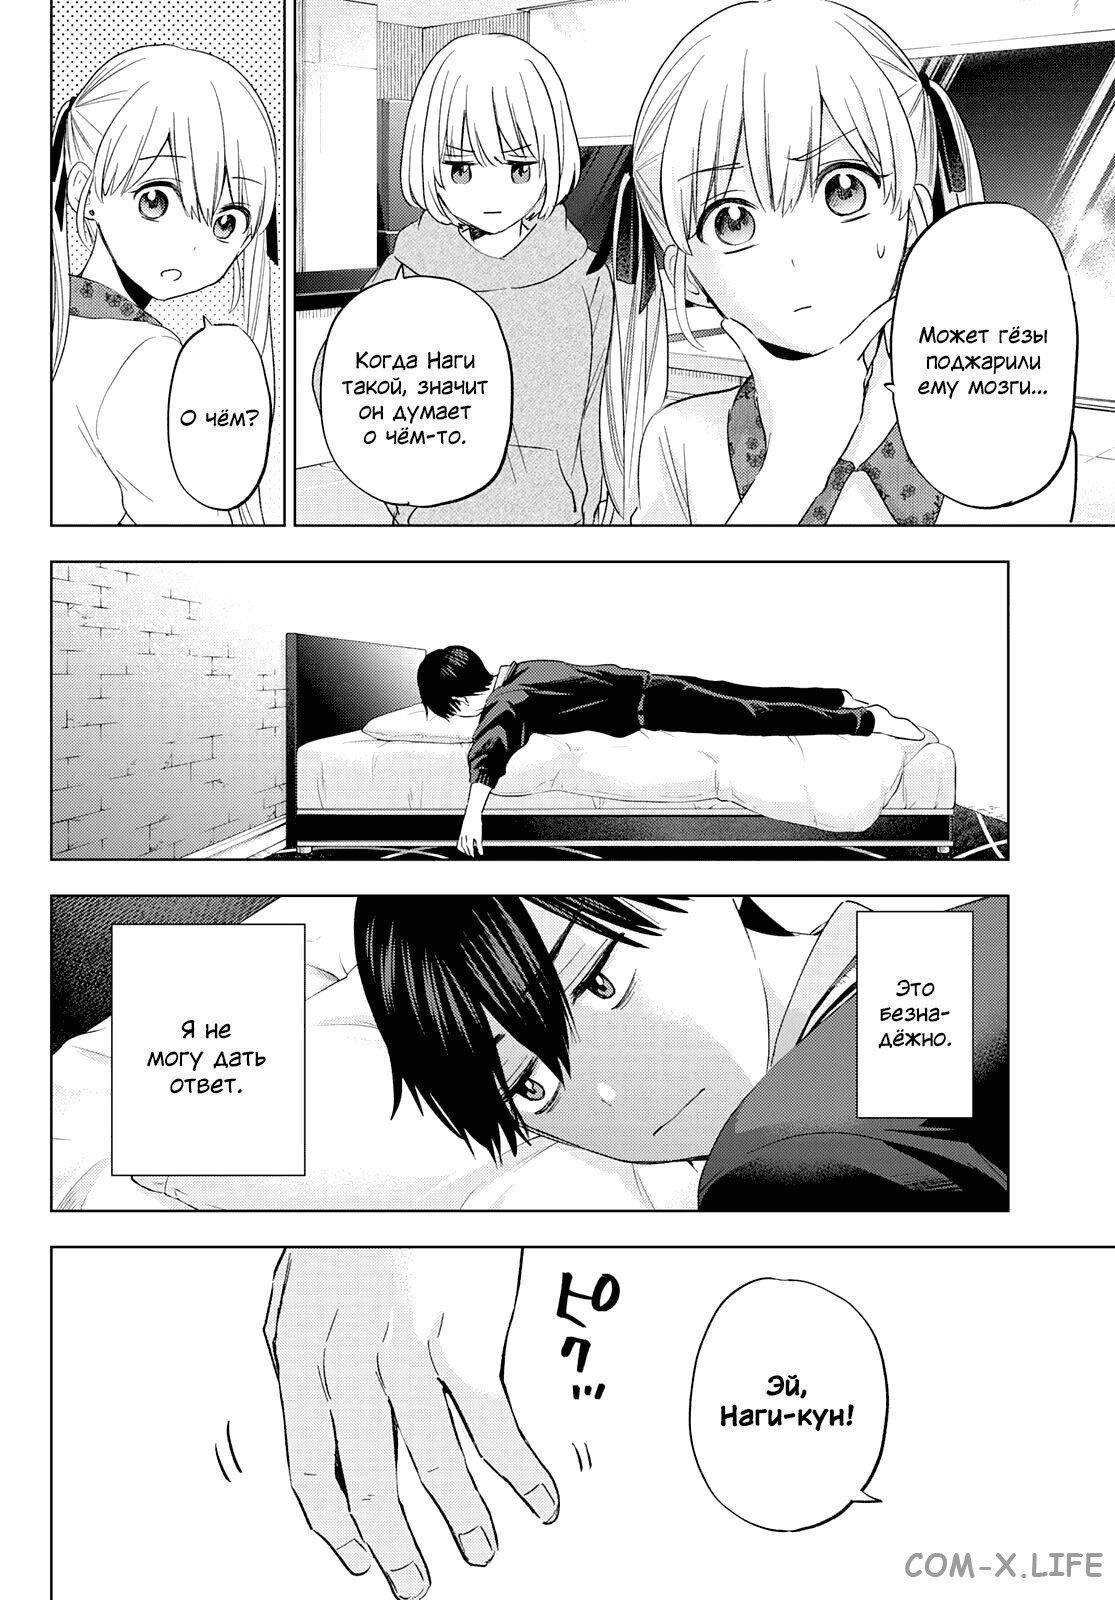 Может гёзы
поджарили
ему мозги...
Когда Наги
такой, значит
он думает
о чём-то.
О чём?
Это
безна-
дёжно.
Я не
могу дать
ответ.
Эй,
Наги-кун!
COM-X.LIFE